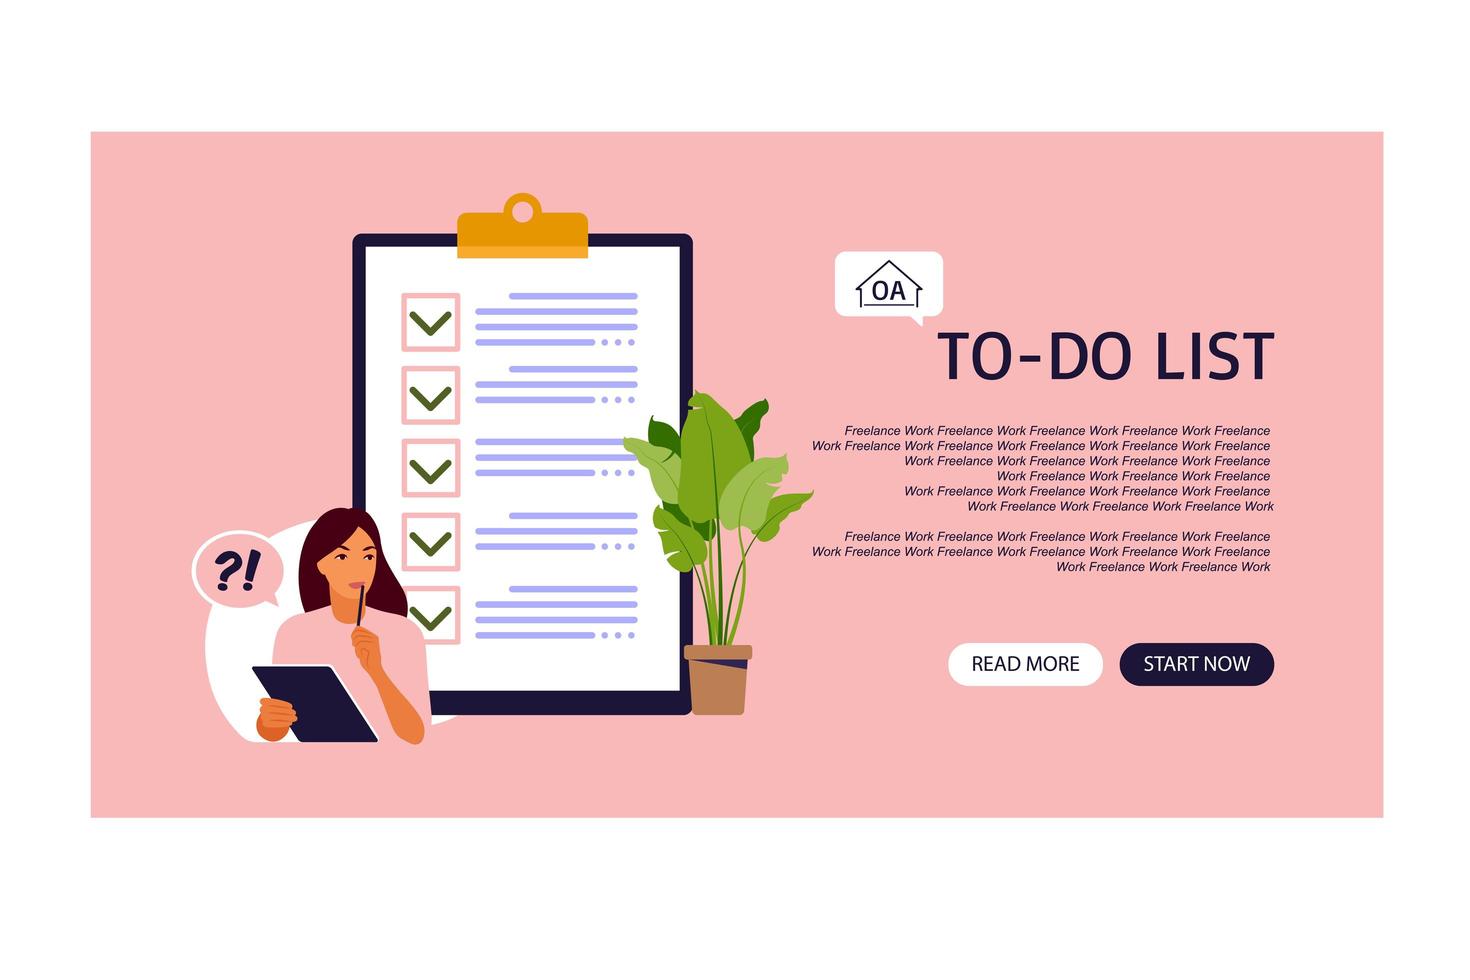 OA
TO-DO LIST
Freelance Work Freelance Work Freelance Work Freelance Work Freelance
Work Freelance Work Freelance Work Freelance Work Freelance Work Freelance
Work Freelance Work Freelance Work Freelance Work Freelance
Work Freelance Work Freelance Work Freelance
Work Freelance Work Freelance Work Freelance Work Freelance
Work Freelance Work Freelance Work Freelance Work
Freelance Work Freelance Work Freelance Work Freelance Work Freelance
Work Freelance Work Freelance Work Freelance Work Freelance Work Freelance
Work Freelance Work Freelance Work
?!
READ MORE
START NOW